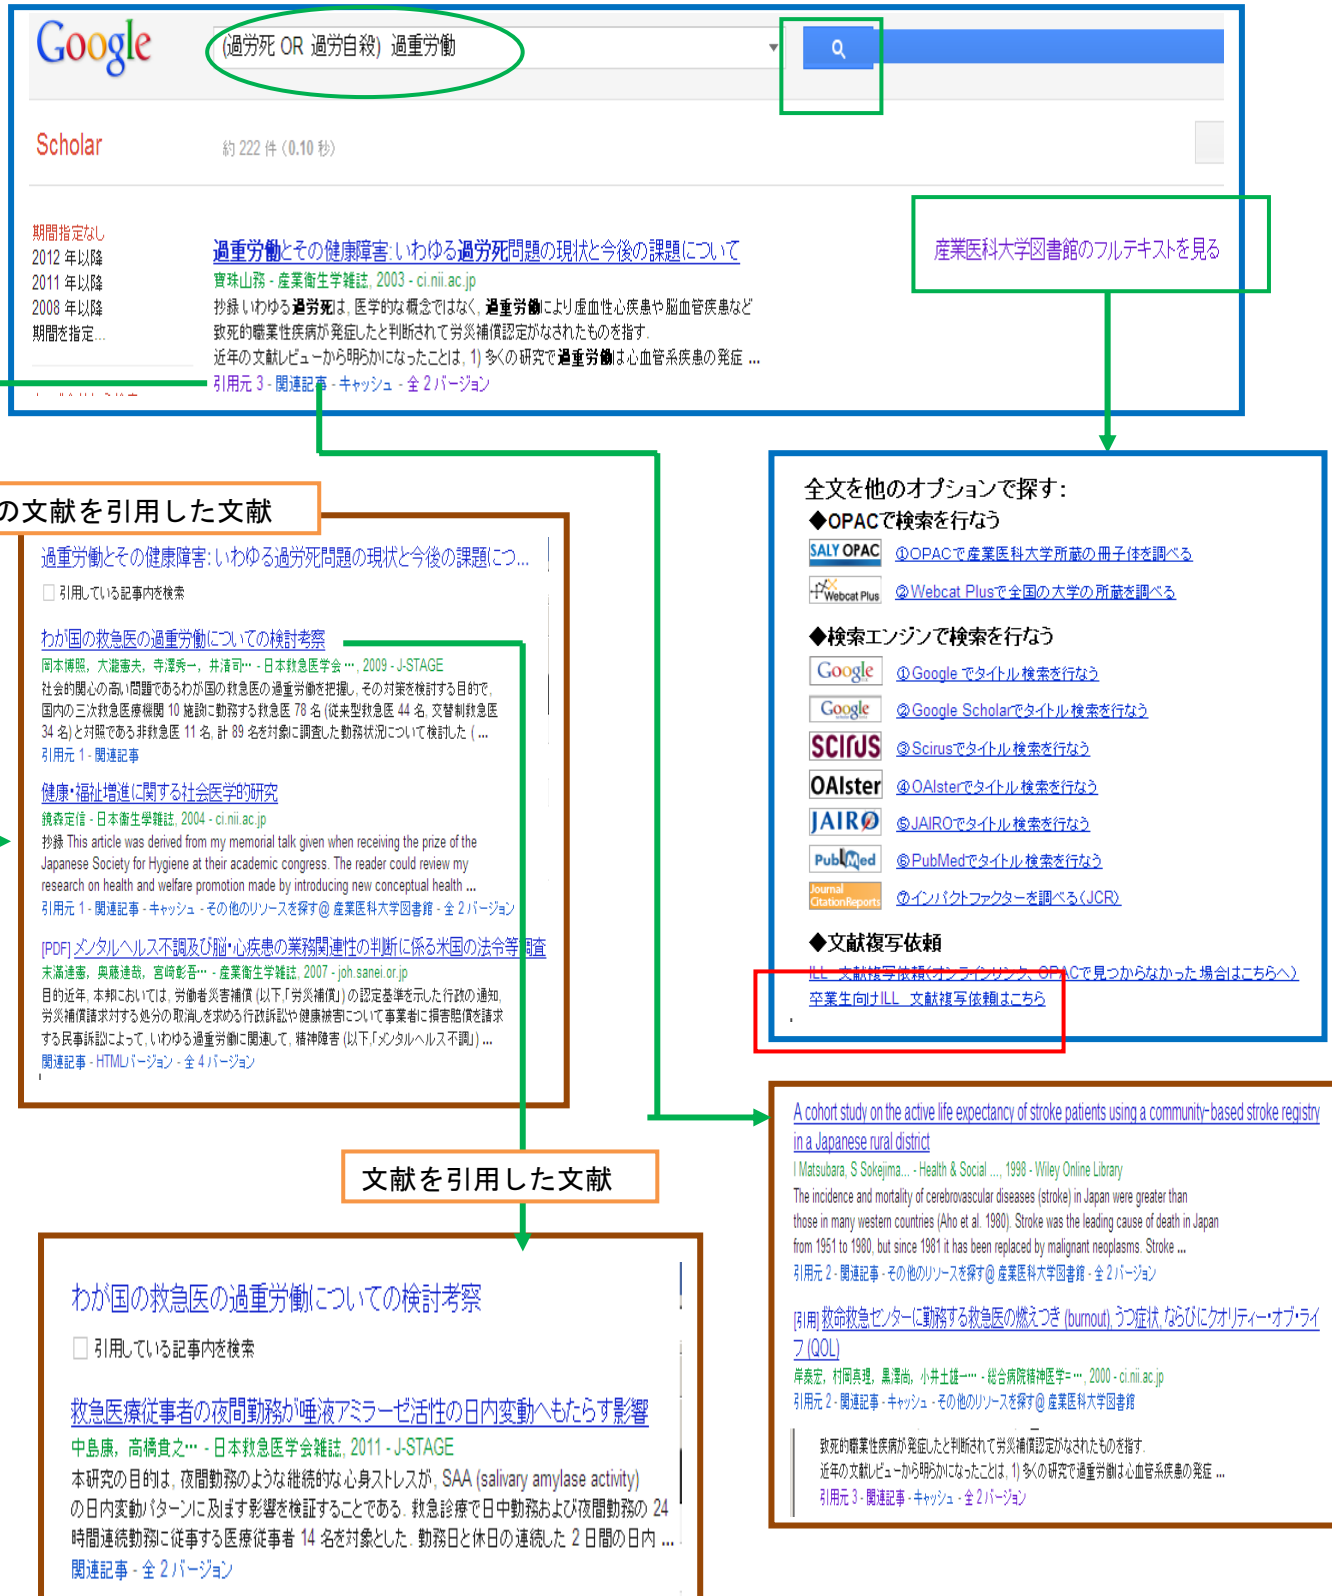 Google
(過労死 OR 過労自殺) 過重労働
Scholar
約 222 件 (0.10 秒)
期間指定なし
2012 年以降
2011 年以降
2008 年以降
期間を指定...
過重労働とその健康障害:いわゆる過労死問題の現状と今後の課題について
寶珠山務 - 産業衛生学雑誌, 2003 - ci.nii.ac.jp
抄録 いわゆる過労死は, 医学的な概念ではなく, 過重労働により虚血性心疾患や脳血管疾患など
致死的職業性疾病が発症したと判断されて労災補償認定がなされたものを指す.
近年の文献レビューから明らかになったことは, 1) 多くの研究で過重労働は心血管系疾患の発症 ...
引用元 3 - 関連記事 - キャッシュ - 全 2 バージョン
産業医科大学図書館のフルテキストを見る
の文献を引用した文献
過重労働とその健康障害: いわゆる過労死問題の現状と今後の課題につ...
引用している記事内を検索
わが国の救急医の過重労働についての検討考察
岡本博照, 大瀧憲夫, 寺澤秀一, 井清司… - 日本救急医学会 …, 2009 - J-STAGE
社会的関心の高い問題であるわが国の救急医の過重労働を把握し, その対策を検討する目的で,
国内の三次救急医療機関 10 施設に勤務する救急医 78 名 (従来型救急医 44 名, 交替制救急医
34 名) と対照である非救急医 11 名, 計 89 名を対象に調査した勤務状況について検討した ( ...
引用元 1 - 関連記事
健康・福祉増進に関する社会医学的研究
鏡森定信 - 日本衛生學雜誌, 2004 - ci.nii.ac.jp
抄録 This article was derived from my memorial talk given when receiving the prize of the
Japanese Society for Hygiene at their academic congress. The reader could review my
research on health and welfare promotion made by introducing new conceptual health ...
引用元 1 - 関連記事 - キャッシュ - その他のリソースを探す@ 産業医科大学図書館 - 全 2 バージョン
[PDF] メンタルヘルス不調及び脳・心疾患の業務関連性の判断に係る米国の法令等調査
末満達憲, 奥藤達哉, 宮崎彰吾… - 産業衛生学雑誌, 2007 - joh.sanei.or.jp
目的近年, 本邦においては, 労働者災害補償 (以下,「労災補償」) の認定基準を示した行政の通知,
労災補償請求対する処分の取消しを求める行政訴訟や健康被害について事業者に損害賠償を請求
する民事訴訟によって, いわゆる過重労働に関連して, 精神障害 (以下,「メンタルヘルス不調」) ...
関連記事 - HTMLバージョン - 全 4 バージョン
全文を他のオプションで探す:
◆OPACで検索を行なう
SALY OPAC ①OPACで産業医科大学所蔵の冊子体を調べる
Webcat Plus ②Webcat Plusで全国の大学の所蔵を調べる
◆検索エンジンで検索を行なう
Google ①Google でタイトル検索を行なう
Google ②Google Scholarでタイトル検索を行なう
SCIRUS ③Scirusでタイトル検索を行なう
OAIster ④OAIsterでタイトル検索を行なう
JAIRO ⑤JAIROでタイトル検索を行なう
PubMed ⑥PubMedでタイトル検索を行なう
Journal CitationReports ⑦インパクトファクターを調べる(JCR)
◆文献複写依頼
ILL 文献複写依頼(オンラインリンク、OPACで見つからなかった場合はこちらへ)
卒業生向けILL 文献複写依頼はこちら
文献を引用した文献
わが国の救急医の過重労働についての検討考察
引用している記事内を検索
救急医療従事者の夜間勤務が唾液アミラーゼ活性の日内変動へもたらす影響
中島康, 高橋貴之… - 日本救急医学会雑誌, 2011 - J-STAGE
本研究の目的は, 夜間勤務のような継続的な心身ストレスが, SAA (salivary amylase activity)
の日内変動パターンに及ぼす影響を検証することである. 救急診療で日中勤務および夜間勤務の 24
時間連続勤務に従事する医療従事者 14 名を対象とした. 勤務日と休日の連続した 2 日間の日内 ...
関連記事 - 全 2 バージョン
A cohort study on the active life expectancy of stroke patients using a community-based stroke registry
in a Japanese rural district
I Matsubara, S Sokejima... - Health & Social ..., 1998 - Wiley Online Library
The incidence and mortality of cerebrovascular diseases (stroke) in Japan were greater than
those in many western countries (Aho et al. 1980). Stroke was the leading cause of death in Japan
from 1951 to 1980, but since 1981 it has been replaced by malignant neoplasms. Stroke ...
引用元 2 - 関連記事 - その他のリソースを探す@ 産業医科大学図書館 - 全 2 バージョン
[引用] 救命救急センターに勤務する救急医の燃えつき (burnout), うつ症状, ならびにクオリティー・オブ・ライ
フ (QOL)
岸泰宏, 村岡真理, 黒澤尚, 小井土雄一… - 総合病院精神医学= …, 2000 - ci.nii.ac.jp
引用元 2 - 関連記事 - キャッシュ - その他のリソースを探す@ 産業医科大学図書館
致死的職業性疾病が発症したと判断されて労災補償認定がなされたものを指す.
近年の文献レビューから明らかになったことは, 1) 多くの研究で過重労働は心血管系疾患の発症 ...
引用元 3 - 関連記事 - キャッシュ - 全 2 バージョン